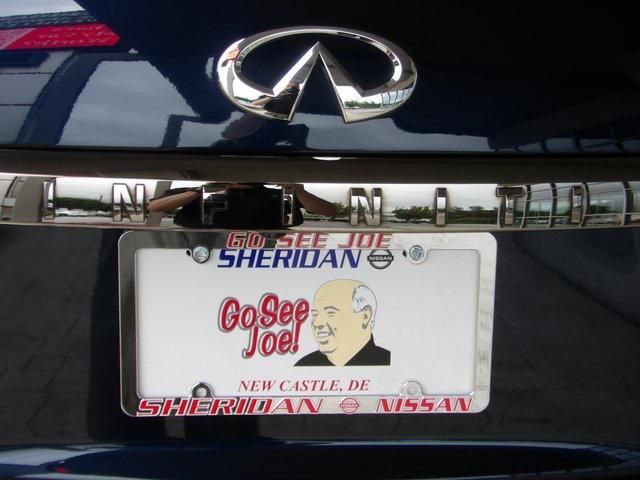 INFINITI
GO SEE JOE
SHERIDAN NISSAN
Go See
Joe!
NEW CASTLE, DE
SHERIDAN NISSAN